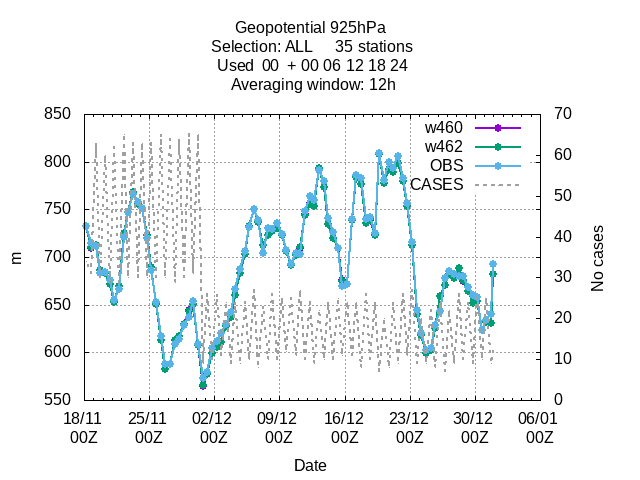 Geopotential 925hPa
Selection: ALL 35 stations
Used 00 + 00 06 12 18 24
Averaging window: 12h
850 70
w460
w462
OBS
CASES
800 60
750 50
700 40
650 30
600 20
10
550 0
m
No cases
18/11 25/11 02/12 09/12 16/12 23/12 30/12 06/01
00Z 00Z 00Z 00Z 00Z 00Z 00Z 00Z
Date